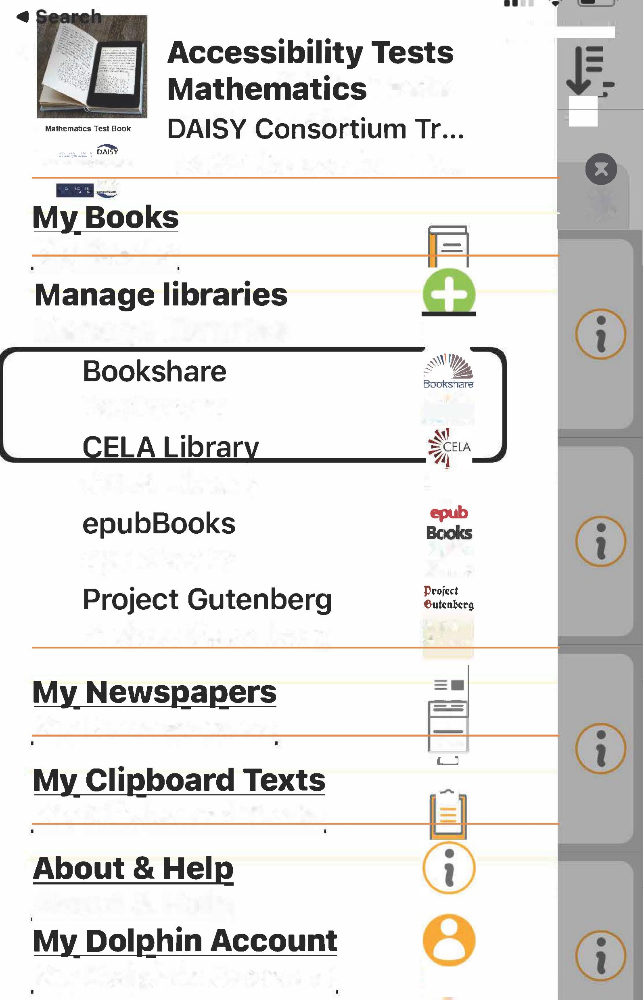 Search
Accessibility Tests
Mathematics
DAISY Consortium Tr...
Mathematics Test Book
DAISY
consortium
My Books
Manage libraries
Bookshare
Bookshare
CELA Library
CELA
epubBooks
epub
Books
Project Gutenberg
Project
Gutenberg
My Newspapers
My Clipboard Texts
About & Help
My Dolphin Account